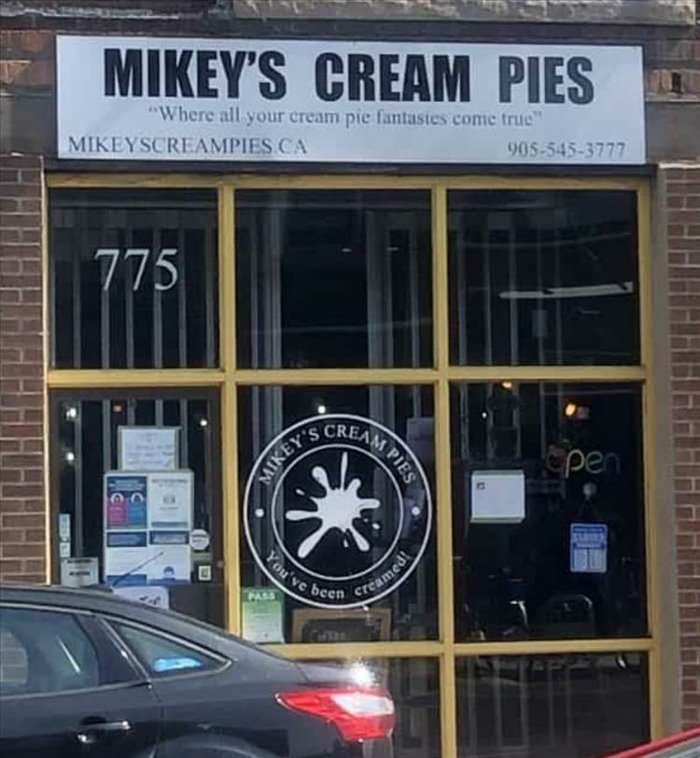 MIKEY'S CREAM PIES
"Where all your cream pie fantasies come true"
MIKEYSCREAMPIES.CA 905-545-3777
775
MIKEY'S CREAM PIES
You've been creamed!
Open
PASS